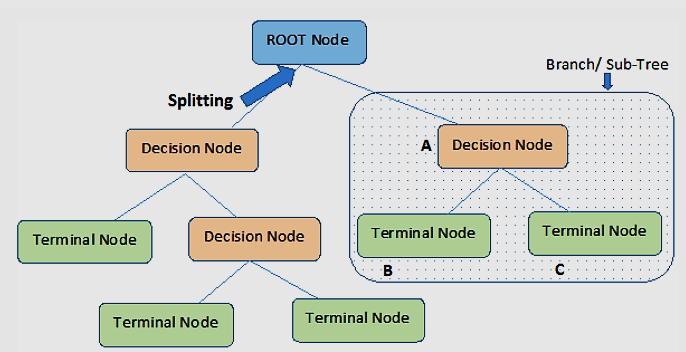 ROOT Node
Branch/ Sub-Tree
Splitting
A
Decision Node
Decision Node
Terminal Node
Decision Node
Terminal Node
Terminal Node
B
C
Terminal Node
Terminal Node